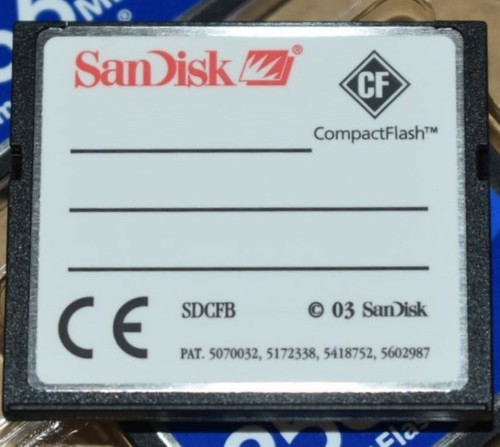 SanDisk ®
CF
CompactFlash™
CE
SDCFB © 03 SanDisk
PAT. 5070032, 5172338, 5418752, 5602987